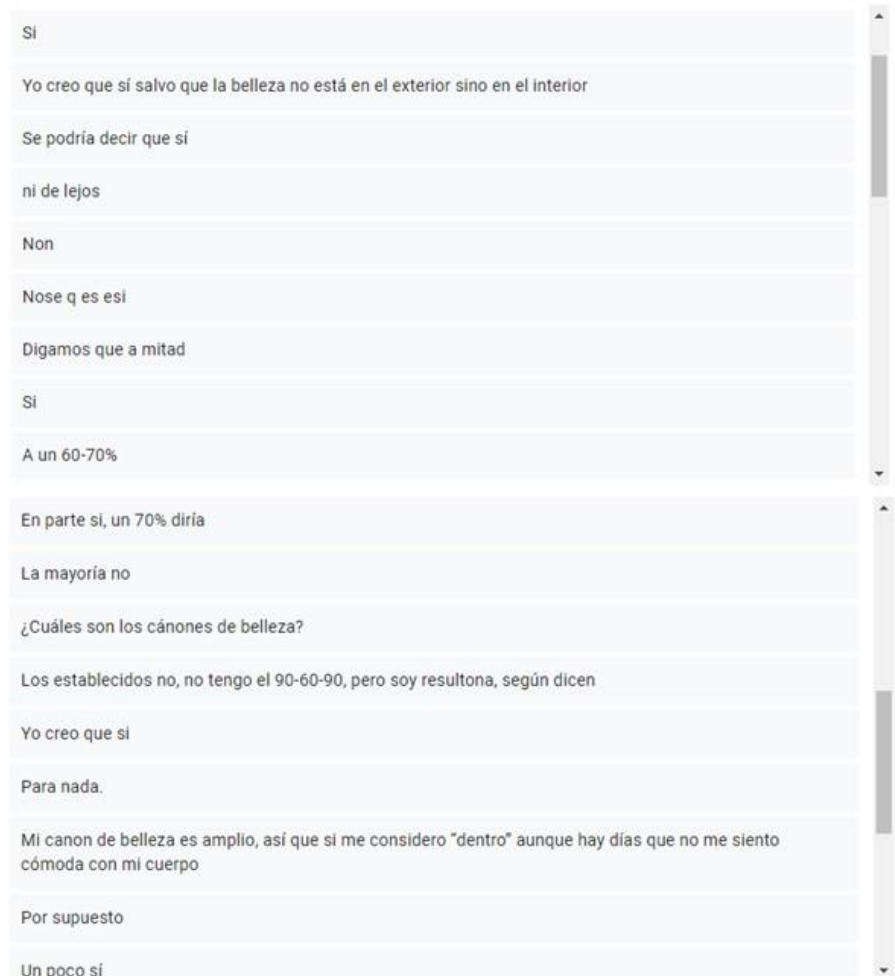 Si
Yo creo que sí salvo que la belleza no está en el exterior sino en el interior
Se podría decir que sí
ni de lejos
Non
Nose q es esi
Digamos que a mitad
Si
A un 60-70%
En parte si, un 70% diría
La mayoría no
¿Cuáles son los cánones de belleza?
Los establecidos no, no tengo el 90-60-90, pero soy resultona, según dicen
Yo creo que si
Para nada.
Mi canon de belleza es amplio, así que si me considero “dentro” aunque hay días que no me siento
cómoda con mi cuerpo
Por supuesto
Un poco sí